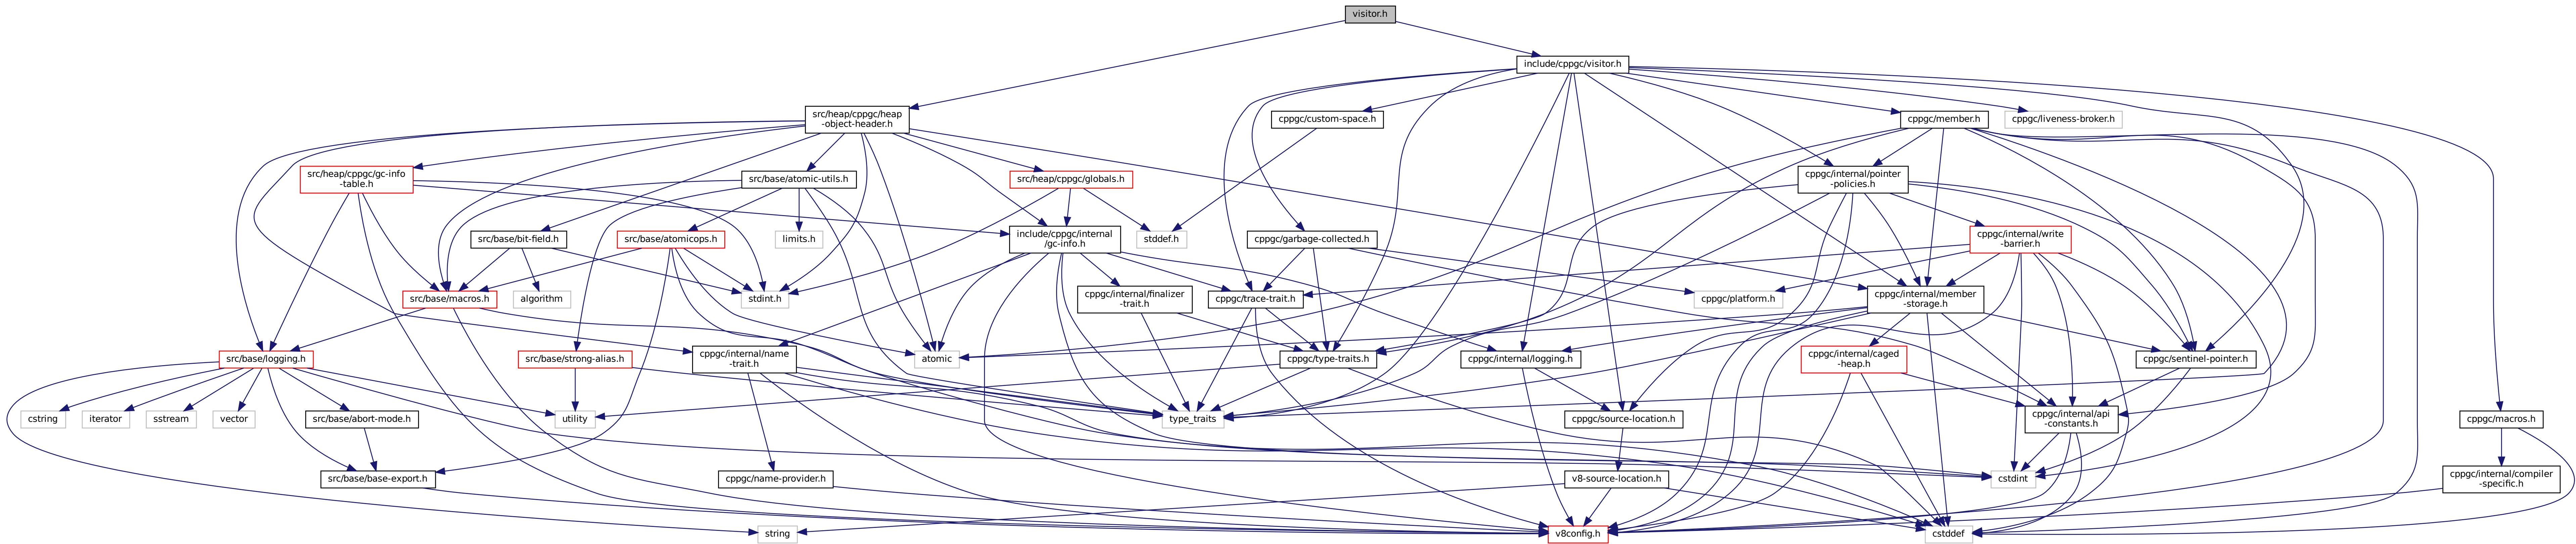 visitor.h
include/cppgc/visitor.h
src/heap/cppgc/heap
-object-header.h
cppgc/custom-space.h
cppgc/member.h
cppgc/liveness-broker.h
src/heap/cppgc/gc-info
-table.h
src/base/atomic-utils.h
src/heap/cppgc/globals.h
cppgc/internal/pointer
-policies.h
src/base/bit-field.h
src/base/atomicops.h
limits.h
include/cppgc/internal
/gc-info.h
stddef.h
cppgc/garbage-collected.h
cppgc/internal/write
-barrier.h
src/base/macros.h
algorithm
stdint.h
cppgc/internal/finalizer
-trait.h
cppgc/trace-trait.h
cppgc/platform.h
cppgc/internal/member
-storage.h
src/base/logging.h
src/base/strong-alias.h
cppgc/internal/name
-trait.h
atomic
cppgc/type-traits.h
cppgc/internal/logging.h
cppgc/internal/caged
-heap.h
cppgc/sentinel-pointer.h
cstring
iterator
sstream
vector
src/base/abort-mode.h
utility
type_traits
cppgc/source-location.h
cppgc/internal/api
-constants.h
cppgc/macros.h
src/base/base-export.h
cppgc/name-provider.h
v8-source-location.h
cstdint
cppgc/internal/compiler
-specific.h
string
v8config.h
cstddef